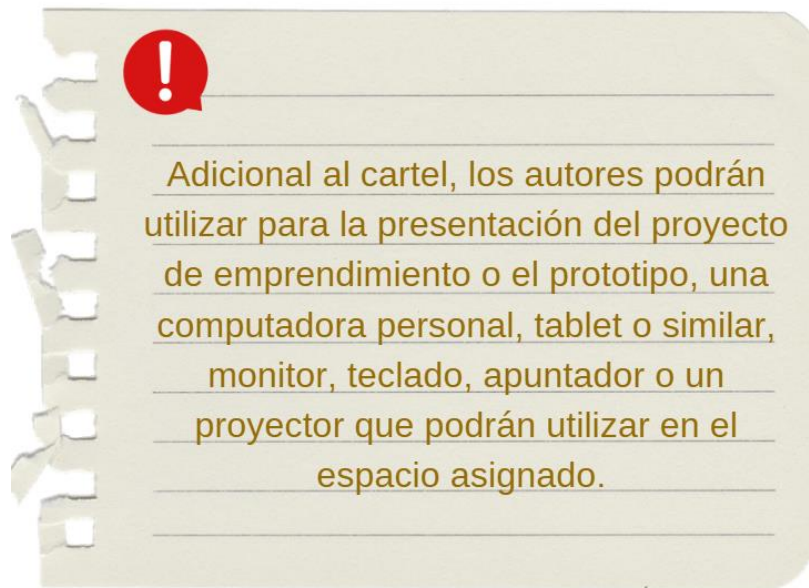 !
Adicional al cartel, los autores podrán
utilizar para la presentación del proyecto
de emprendimiento o el prototipo, una
computadora personal, tablet o similar,
monitor, teclado, apuntador o un
proyector que podrán utilizar en el
espacio asignado.